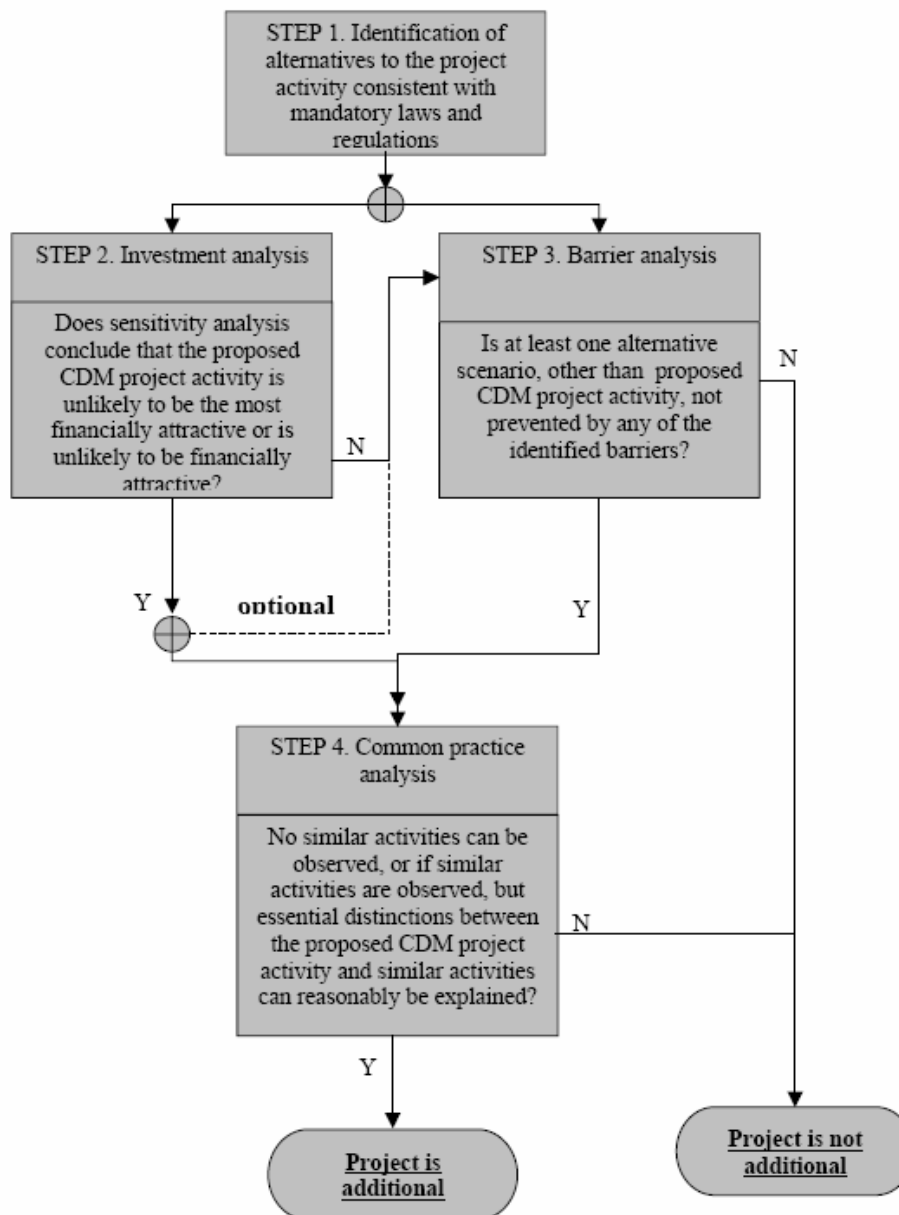 STEP 1. Identification of
alternatives to the project
activity consistent with
mandatory laws and
regulations
STEP 2. Investment analysis
Does sensitivity analysis
conclude that the proposed
CDM project activity is
unlikely to be the most
financially attractive or is
unlikely to be financially
attractive?
N
STEP 3. Barrier analysis
Is at least one alternative
scenario, other than proposed
CDM project activity, not
prevented by any of the
identified barriers?
N
Y
optional
Y
STEP 4. Common practice
analysis
No similar activities can be
observed, or if similar
activities are observed, but
essential distinctions between
the proposed CDM project
activity and similar activities
can reasonably be explained?
N
Y
Project is
additional
Project is not
additional